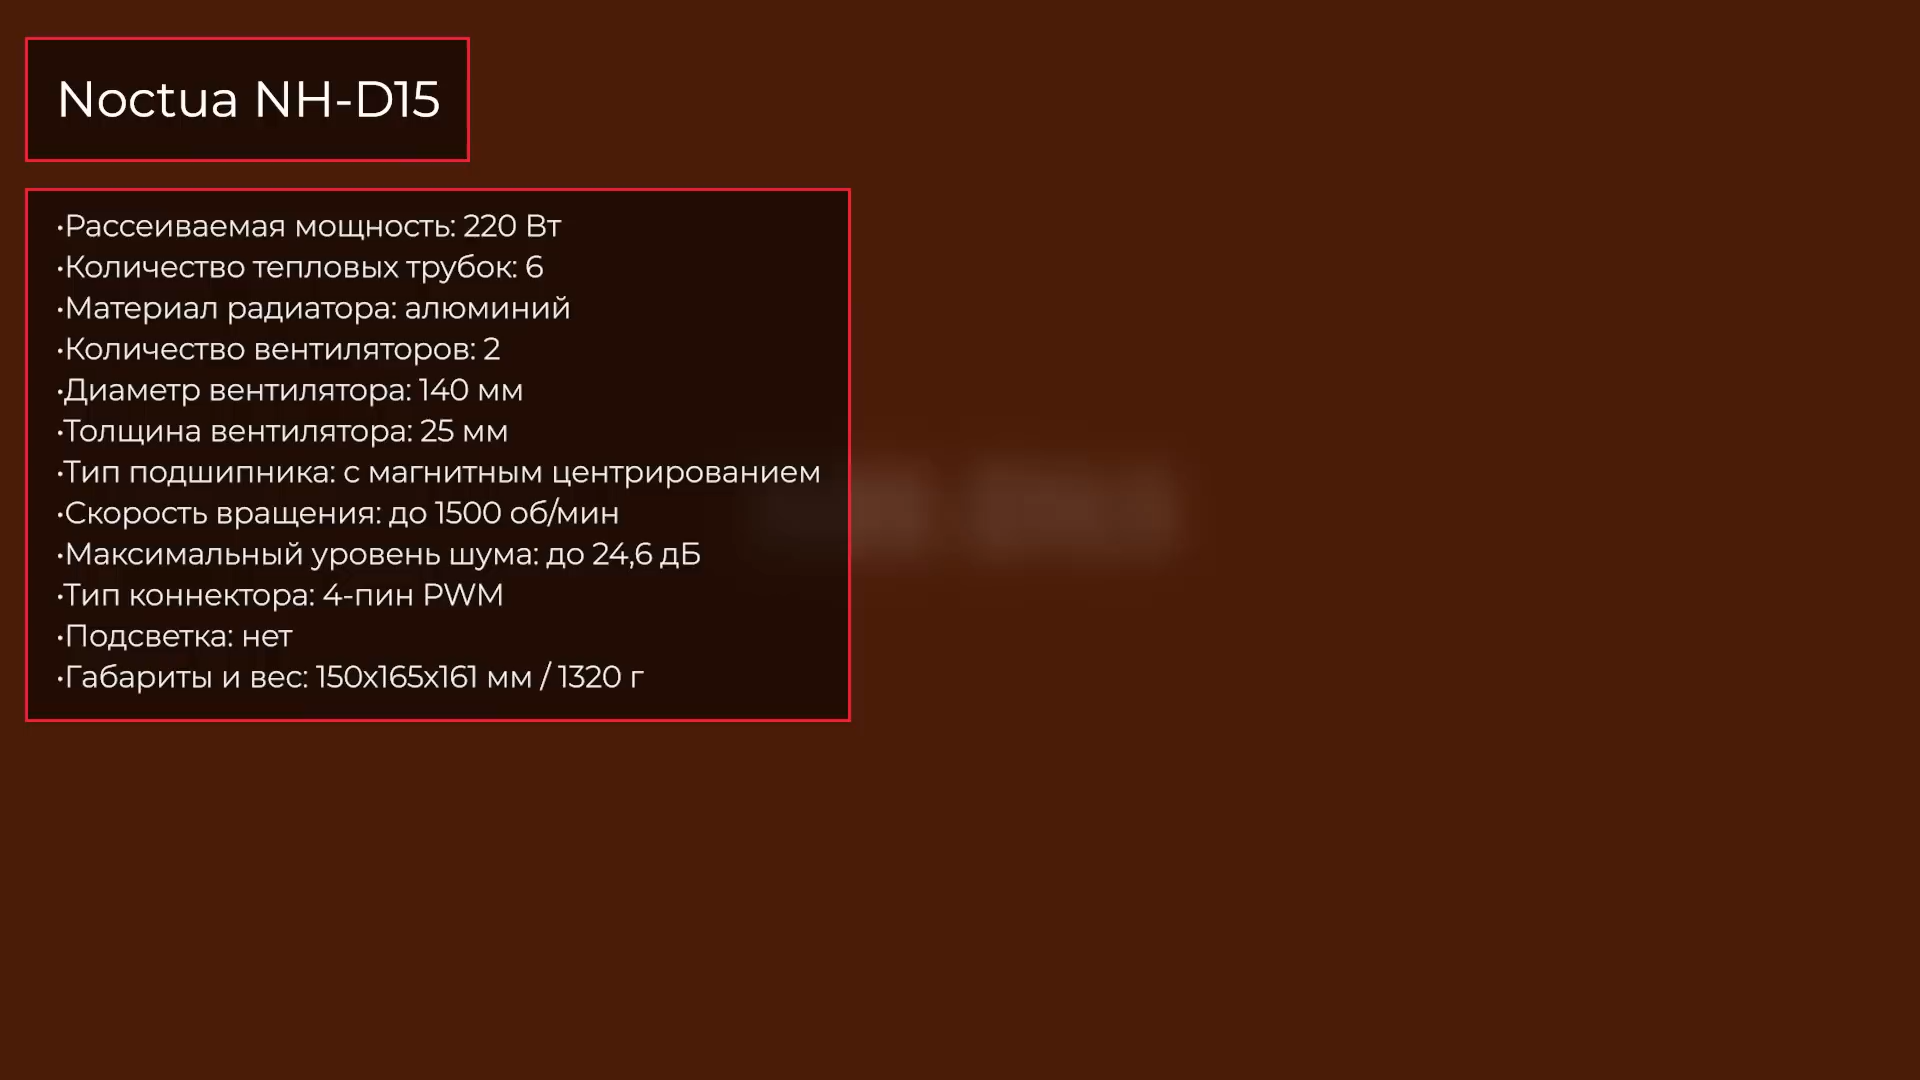 Noctua NH-D15
·Рассеиваемая мощность: 220 Вт
·Количество тепловых трубок: 6
·Материал радиатора: алюминий
·Количество вентиляторов: 2
·Диаметр вентилятора: 140 мм
·Толщина вентилятора: 25 мм
·Тип подшипника: с магнитным центрированием
·Скорость вращения: до 1500 об/мин
·Максимальный уровень шума: до 24,6 дБ
·Тип коннектора: 4-пин PWM
·Подсветка: нет
·Габариты и вес: 150x165x161 мм / 1320 г